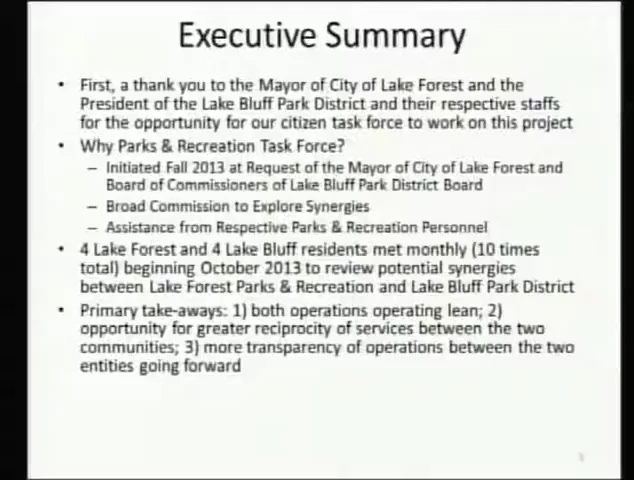 Executive Summary
• First, a thank you to the Mayor of City of Lake Forest and the
President of the Lake Bluff Park District and their respective staffs
for the opportunity for our citizen task force to work on this project
• Why Parks & Recreation Task Force?
– Initiated Fall 2013 at Request of the Mayor of City of Lake Forest and
Board of Commissioners of Lake Bluff Park District Board
– Broad Commission to Explore Synergies
– Assistance from Respective Parks & Recreation Personnel
• 4 Lake Forest and 4 Lake Bluff residents met monthly (10 times
total) beginning October 2013 to review potential synergies
between Lake Forest Parks & Recreation and Lake Bluff Park District
• Primary take-aways: 1) both operations operating lean; 2)
opportunity for greater reciprocity of services between the two
communities; 3) more transparency of operations between the two
entities going forward